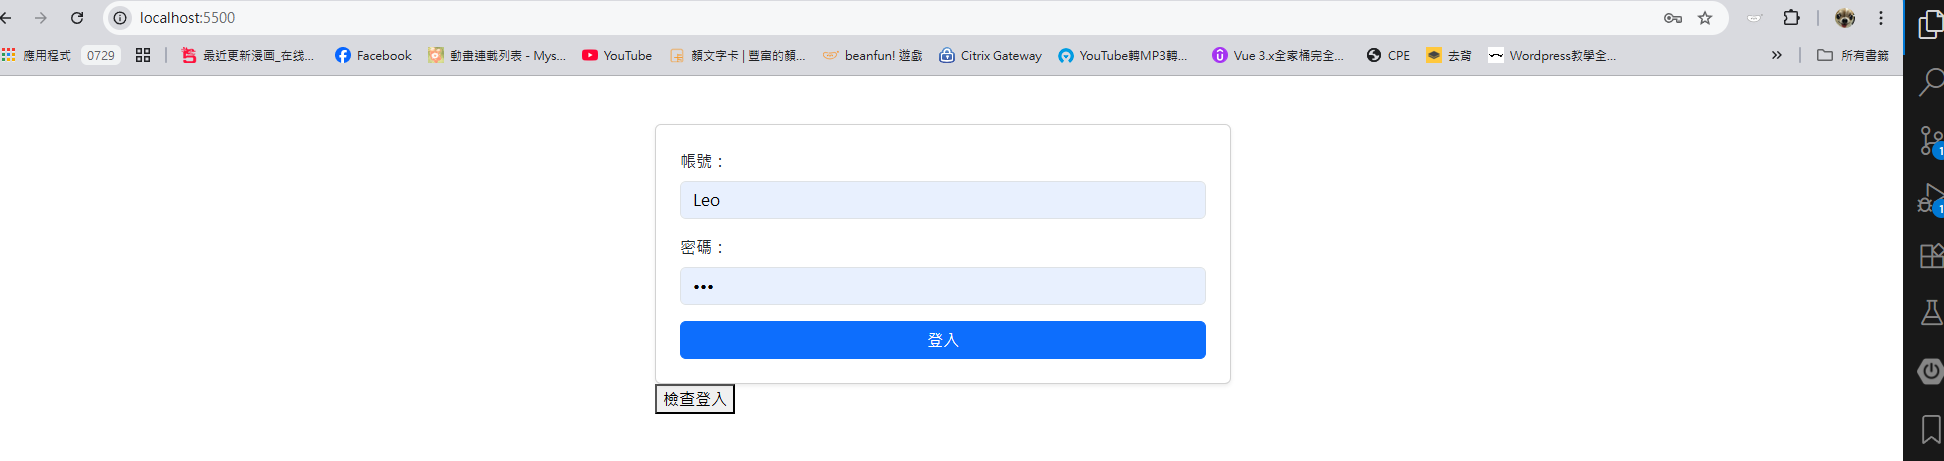 localhost:5500
應用程式 0729 最近更新漫画_在线... Facebook 動畫連載列表 - Mys... YouTube 顏文字卡 | 豐富的顏... beanfun! 遊戲 Citrix Gateway YouTube轉MP3轉... Vue 3.x全家桶完全... CPE 去背 Wordpress教學全... » 所有書籤
帳號：
Leo
密碼：
•••
登入
檢查登入
1
1